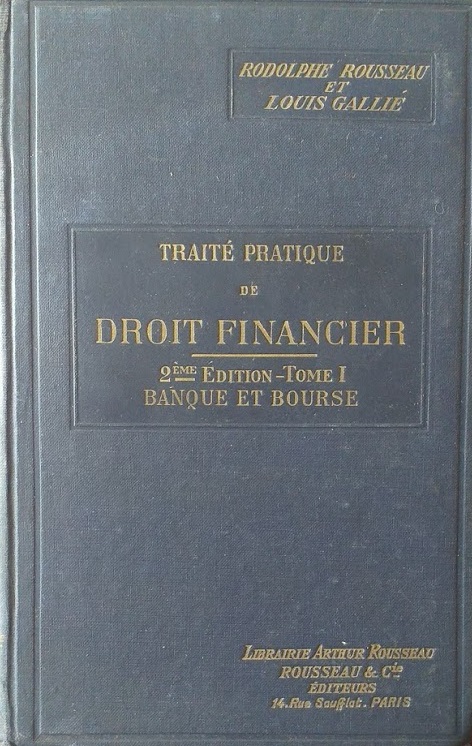 RODOLPHE ROUSSEAU
ET
LOUIS GALLIÉ
TRAITÉ PRATIQUE
DE
DROIT FINANCIER
2ÈME ÉDITION-TOME I
BANQUE ET BOURSE
LIBRAIRIE ARTHUR ROUSSEAU
ROUSSEAU & Cie
ÉDITEURS
14. Rue Soufflot. PARIS